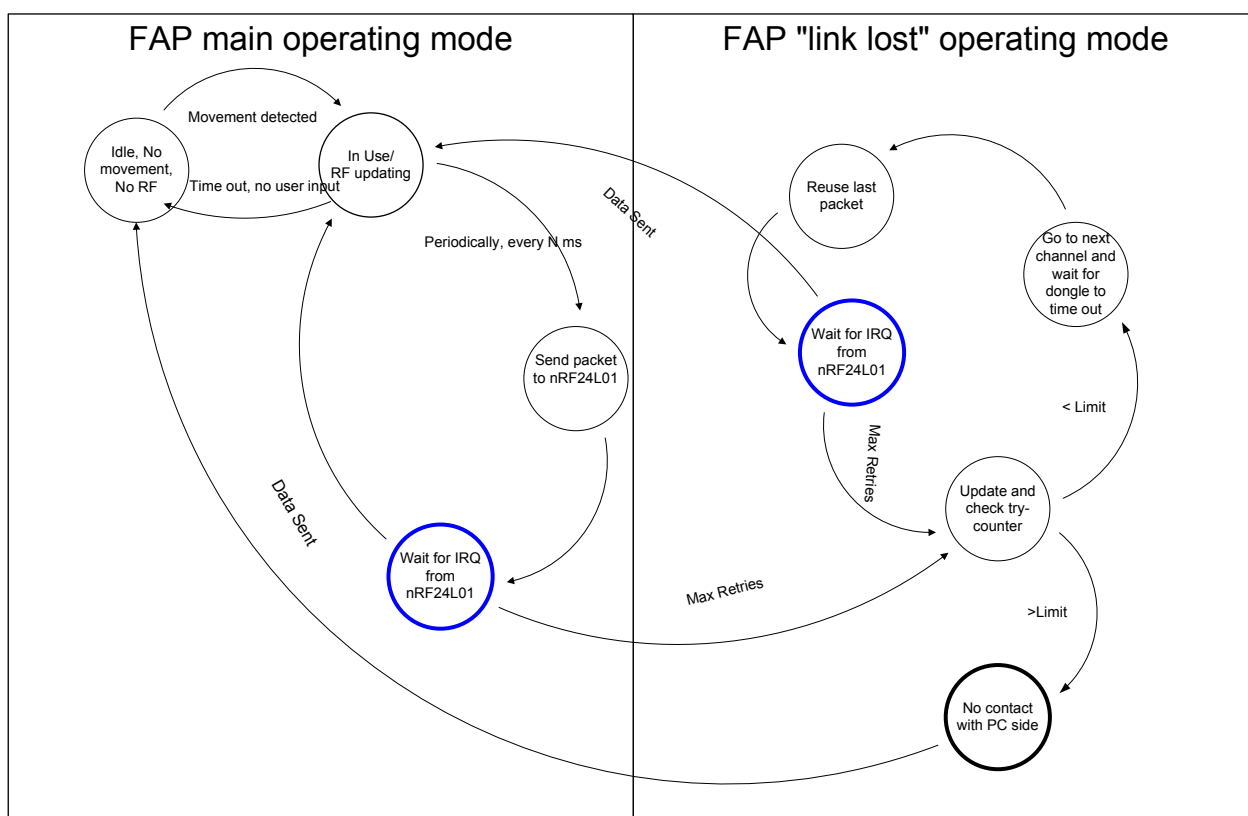 FAP main operating mode
FAP "link lost" operating mode
Movement detected
Idle, No
movement,
No RF
In Use/
RF updating
Time out, no user input
Periodically, every N ms
Send packet
to nRF24L01
Data Sent
Wait for IRQ
from
nRF24L01
Max Retries
Data Sent
Reuse last
packet
Go to next
channel and
wait for
dongle to
time out
Wait for IRQ
from
nRF24L01
< Limit
Max Retries
Update and
check try-
counter
>Limit
No contact
with PC side